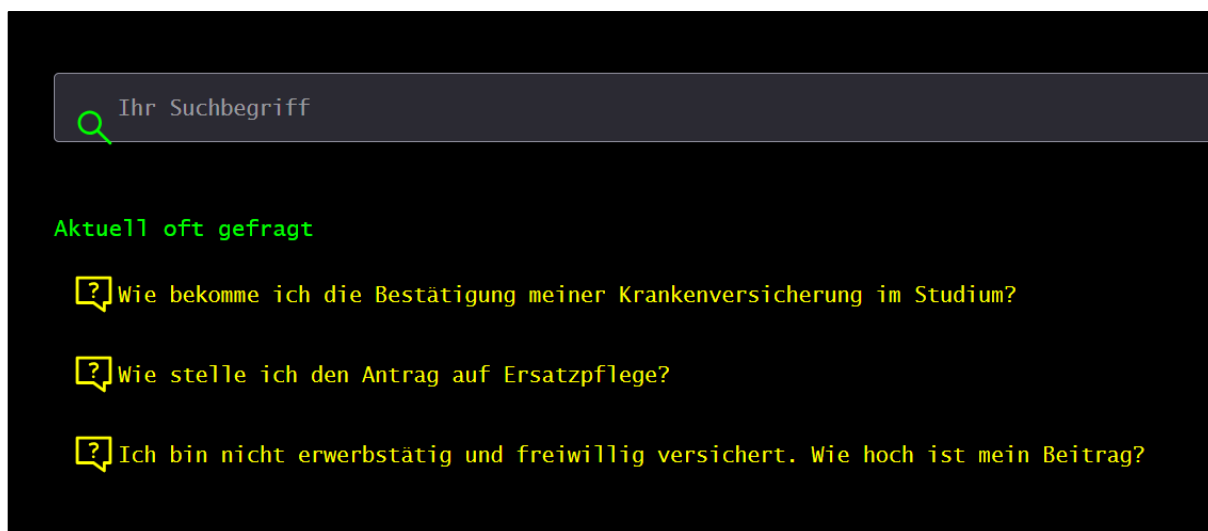 Ihr Suchbegriff
Aktuell oft gefragt
Wie bekomme ich die Bestätigung meiner Krankenversicherung im Studium?
Wie stelle ich den Antrag auf Ersatzpflege?
Ich bin nicht erwerbstätig und freiwillig versichert. Wie hoch ist mein Beitrag?